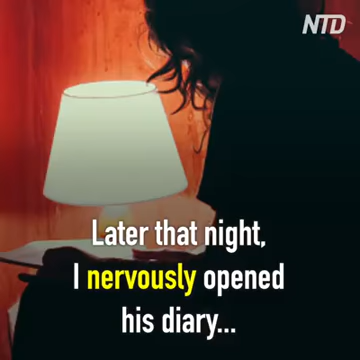 NTD
Later that night,
I nervously opened
his diary...